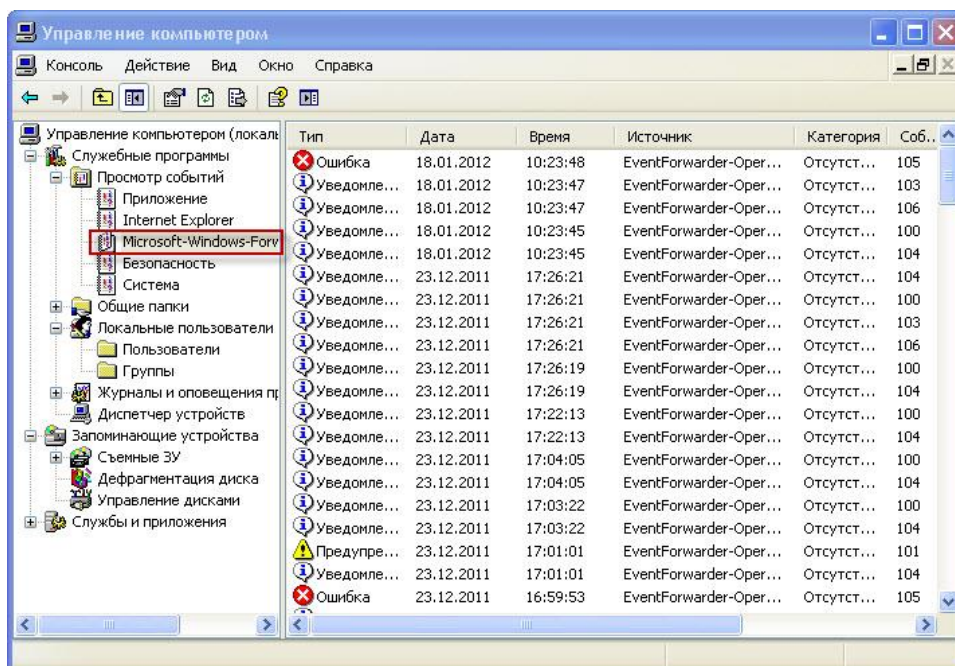 Управление компьютером
Консоль Действие Вид Окно Справка
Управление компьютером (локаль
Служебные программы
Просмотр событий
Приложение
Internet Explorer
Microsoft-Windows-Forw
Безопасность
Система
Общие папки
Локальные пользователи
Пользователи
Группы
Журналы и оповещения пр
Диспетчер устройств
Запоминающие устройства
Съемные ЗУ
Дефрагментация диска
Управление дисками
Службы и приложения
Тип Дата Время Источник Категория Соб...
Ошибка 18.01.2012 10:23:48 EventForwarder-Oper... Отсутст... 105
Уведомле... 18.01.2012 10:23:47 EventForwarder-Oper... Отсутст... 103
Уведомле... 18.01.2012 10:23:47 EventForwarder-Oper... Отсутст... 106
Уведомле... 18.01.2012 10:23:45 EventForwarder-Oper... Отсутст... 100
Уведомле... 18.01.2012 10:23:45 EventForwarder-Oper... Отсутст... 104
Уведомле... 23.12.2011 17:26:21 EventForwarder-Oper... Отсутст... 104
Уведомле... 23.12.2011 17:26:21 EventForwarder-Oper... Отсутст... 100
Уведомле... 23.12.2011 17:26:21 EventForwarder-Oper... Отсутст... 103
Уведомле... 23.12.2011 17:26:21 EventForwarder-Oper... Отсутст... 106
Уведомле... 23.12.2011 17:26:19 EventForwarder-Oper... Отсутст... 100
Уведомле... 23.12.2011 17:26:19 EventForwarder-Oper... Отсутст... 104
Уведомле... 23.12.2011 17:22:13 EventForwarder-Oper... Отсутст... 100
Уведомле... 23.12.2011 17:22:13 EventForwarder-Oper... Отсутст... 104
Уведомле... 23.12.2011 17:04:05 EventForwarder-Oper... Отсутст... 100
Уведомле... 23.12.2011 17:04:05 EventForwarder-Oper... Отсутст... 104
Уведомле... 23.12.2011 17:03:22 EventForwarder-Oper... Отсутст... 100
Уведомле... 23.12.2011 17:03:22 EventForwarder-Oper... Отсутст... 104
Предупре... 23.12.2011 17:01:01 EventForwarder-Oper... Отсутст... 101
Уведомле... 23.12.2011 17:01:01 EventForwarder-Oper... Отсутст... 104
Ошибка 23.12.2011 16:59:53 EventForwarder-Oper... Отсутст... 105